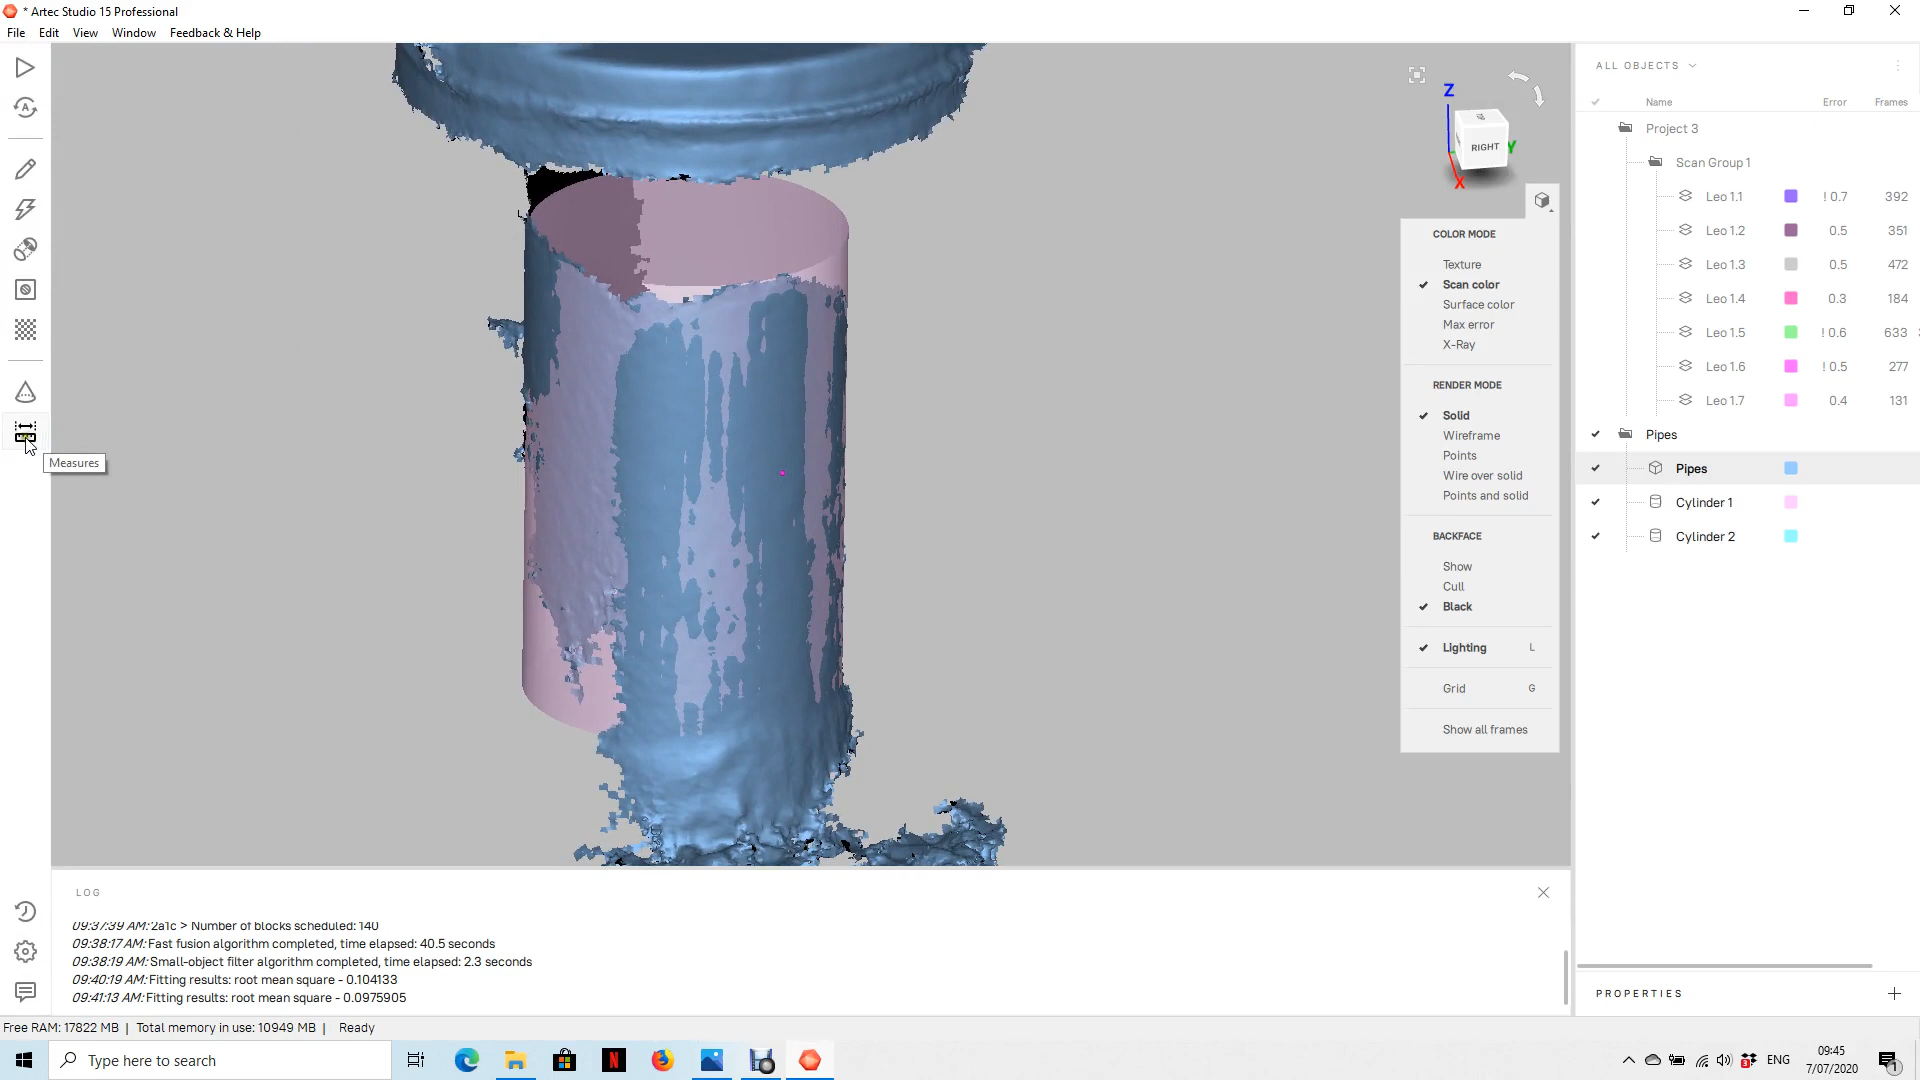 * Artec Studio 15 Professional
File Edit View Window Feedback & Help
Measures
Z
Y
X
RIGHT
COLOR MODE
Texture
Scan color
Surface color
Max error
X-Ray
RENDER MODE
Solid
Wireframe
Points
Wire over solid
Points and solid
BACKFACE
Show
Cull
Black
Lighting L
Grid G
Show all frames
ALL OBJECTS
Name Error Frames
Project 3
Scan Group 1
Leo 1.1 ! 0.7 392
Leo 1.2 0.5 351
Leo 1.3 0.5 472
Leo 1.4 0.3 184
Leo 1.5 ! 0.6 633
Leo 1.6 ! 0.5 277
Leo 1.7 0.4 131
Pipes
Pipes
Cylinder 1
Cylinder 2
PROPERTIES
LOG
09:37:39 AM: 2a1c > Number of blocks scheduled: 140
09:38:17 AM: Fast fusion algorithm completed, time elapsed: 40.5 seconds
09:38:19 AM: Small-object filter algorithm completed, time elapsed: 2.3 seconds
09:40:19 AM: Fitting results: root mean square - 0.104133
09:41:13 AM: Fitting results: root mean square - 0.0975905
Free RAM: 17822 MB | Total memory in use: 10949 MB | Ready
Type here to search
ENG
09:45
7/07/2020